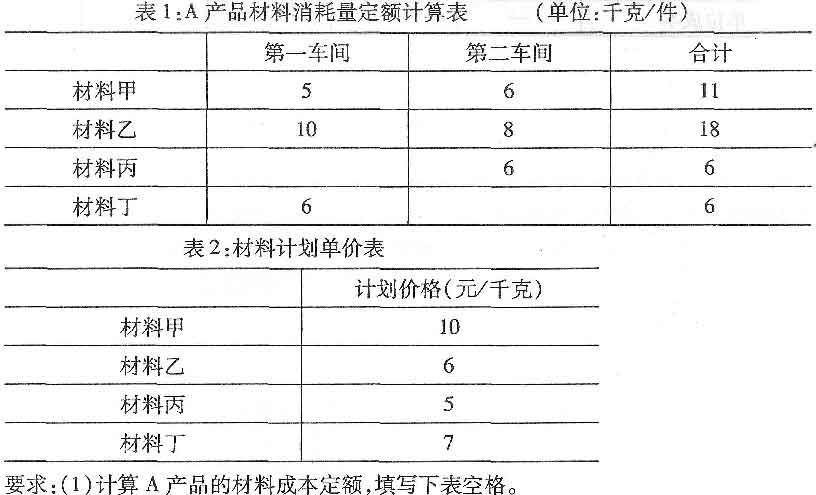 表1:A 产品材料消耗量定额计算表 (单位:千克/件)
第一车间 第二车间 合计
材料甲 5 6 11
材料乙 10 8 18
材料丙 6 6
材料丁 6 6
表2:材料计划单价表
计划价格(元/千克)
材料甲 10
材料乙 6
材料丙 5
材料丁 7
要求:(1)计算 A 产品的材料成本定额,填写下表空格。